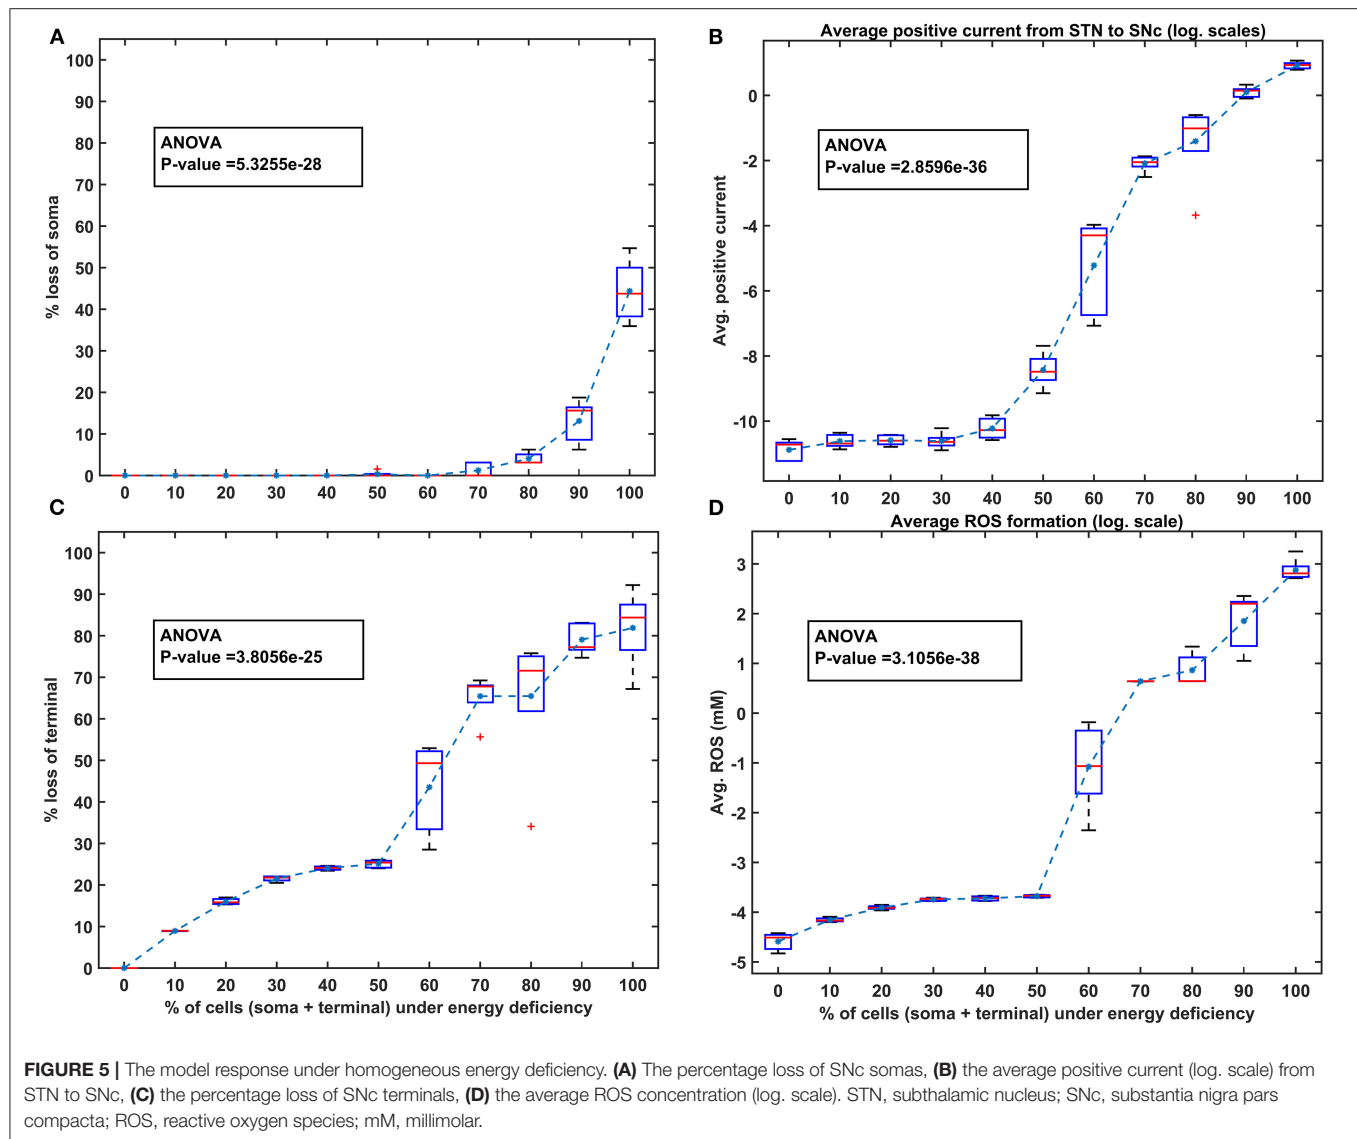 A
100
90
80
70
60
50
40
30
20
10
0
% loss of soma
ANOVA
P-value =5.3255e-28
0 10 20 30 40 50 60 70 80 90 100
B
Average positive current from STN to SNc (log. scales)
0
-2
-4
-6
-8
-10
Avg. positive current
ANOVA
P-value =2.8596e-36
0 10 20 30 40 50 60 70 80 90 100
C
100
90
80
70
60
50
40
30
20
10
0
% loss of terminal
ANOVA
P-value =3.8056e-25
0 10 20 30 40 50 60 70 80 90 100
% of cells (soma + terminal) under energy deficiency
D
Average ROS formation (log. scale)
3
2
1
0
-1
-2
-3
-4
-5
Avg. ROS (mM)
ANOVA
P-value =3.1056e-38
0 10 20 30 40 50 60 70 80 90 100
% of cells (soma + terminal) under energy deficiency
FIGURE 5 | The model response under homogeneous energy deficiency. (A) The percentage loss of SNc somas, (B) the average positive current (log. scale) from
STN to SNc, (C) the percentage loss of SNc terminals, (D) the average ROS concentration (log. scale). STN, subthalamic nucleus; SNc, substantia nigra pars
compacta; ROS, reactive oxygen species; mM, millimolar.